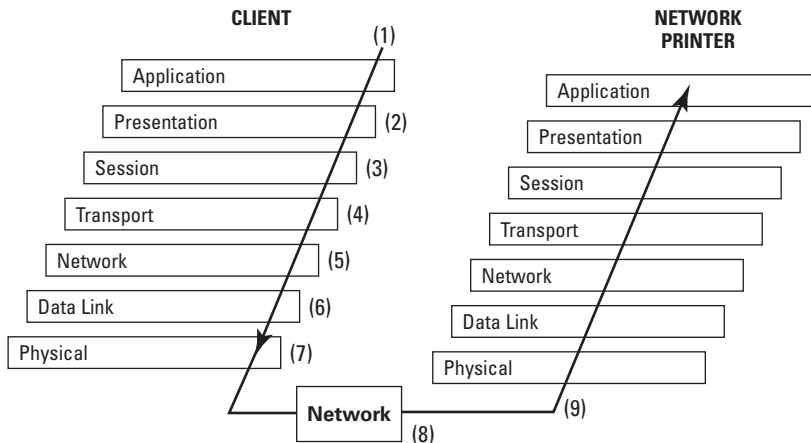 CLIENT
(1)
Application
Presentation
(2)
Session
(3)
Transport
(4)
Network
(5)
Data Link
(6)
Physical
(7)
Network
(8)
NETWORK
PRINTER
Application
Presentation
Session
Transport
Network
Data Link
Physical
(9)